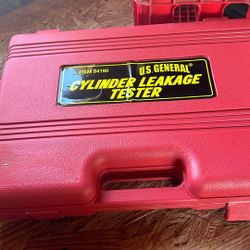 ITEM 94190
U.S. GENERAL®
CYLINDER LEAKAGE
TESTER